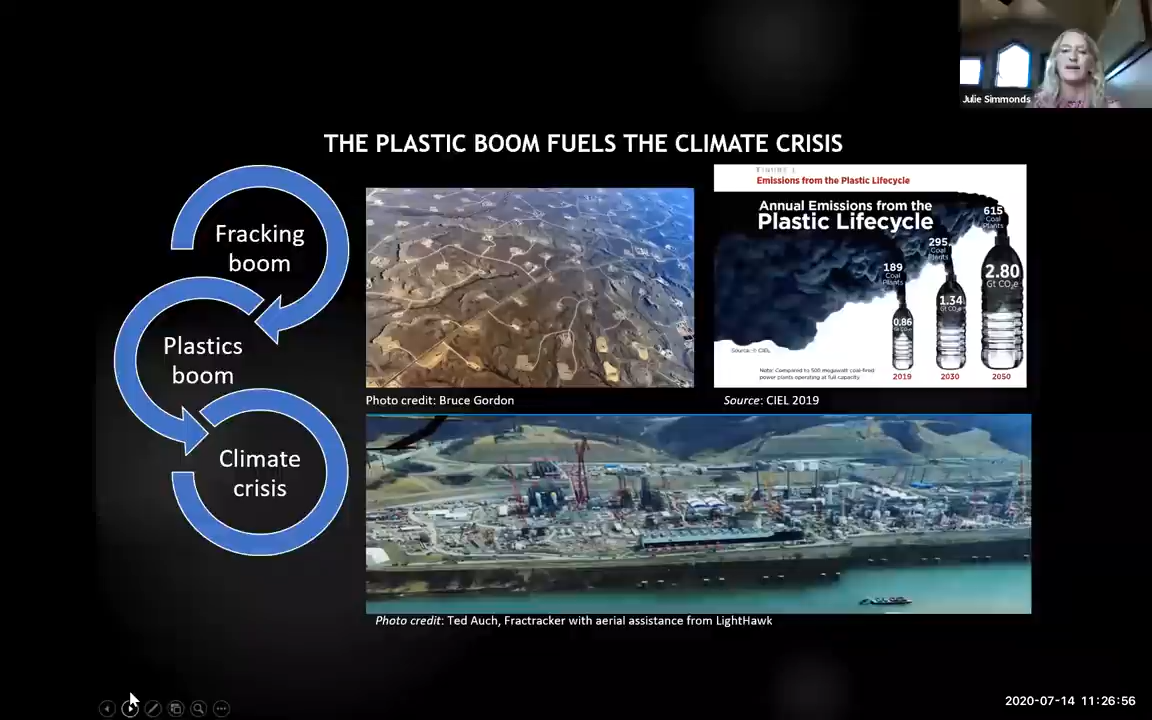 Julie Simmonds
THE PLASTIC BOOM FUELS THE CLIMATE CRISIS
Fracking
boom
Plastics
boom
Climate
crisis
Photo credit: Bruce Gordon
Emissions from the Plastic Lifecycle
Annual Emissions from the
Plastic Lifecycle
189
Coal
Plants
295
Coal
Plants
615
Coal
Plants
0.86
Gt CO₂e
1.34
Gt CO₂e
2.80
Gt CO₂e
Source: © CIEL
Note: Compared to 500 megawatt coal-fired
power plants operating at full capacity.
2019
2030
2050
Source: CIEL 2019
Photo credit: Ted Auch, Fractracker with aerial assistance from LightHawk
2020-07-14 11:26:56